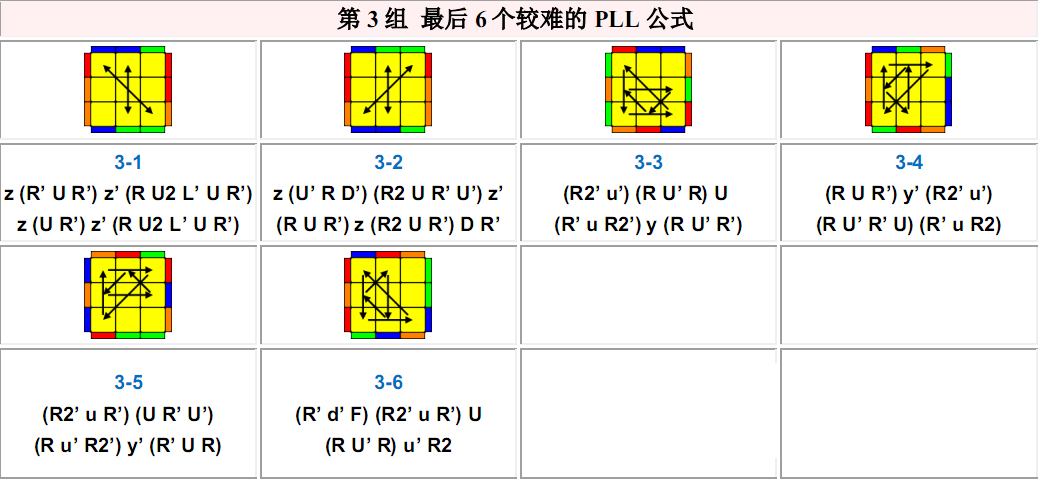 第 3 组 最后 6 个较难的 PLL 公式
3-1
z (R’ U R’) z’ (R U2 L’ U R’)
z (U R’) z’ (R U2 L’ U R’)
3-2
z (U’ R D’) (R2 U R’ U’) z’
(R U R’) z (R2 U R’) D R’
3-3
(R2’ u’) (R U’ R) U
(R’ u R2’) y (R U’ R’)
3-4
(R U R’) y’ (R2’ u’)
(R U’ R’ U) (R’ u R2)
3-5
(R2’ u R’) (U R’ U’)
(R u’ R2’) y’ (R’ U R)
3-6
(R’ d’ F) (R2’ u R’) U
(R U’ R) u’ R2